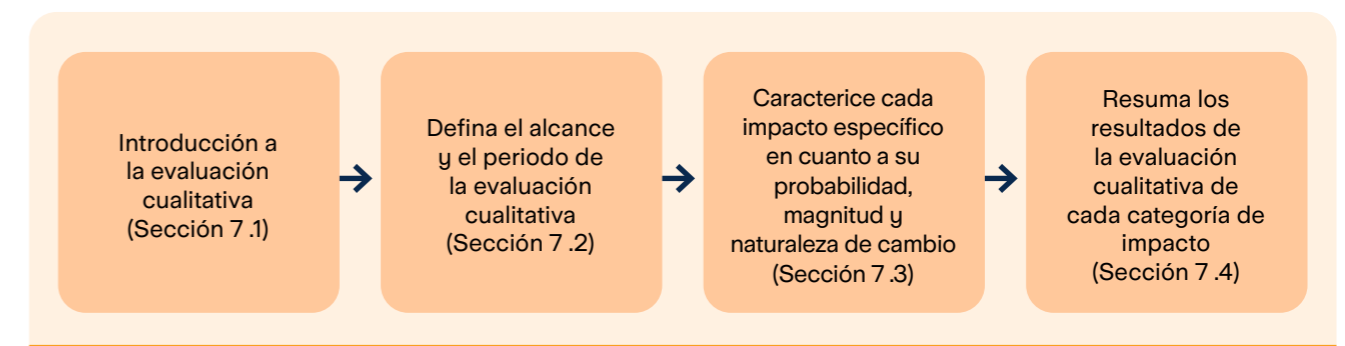 Introducción a
la evaluación
cualitativa
(Sección 7 .1)
Defina el alcance
y el periodo de
la evaluación
cualitativa
(Sección 7 .2)
Caracterice cada
impacto específico
en cuanto a su
probabilidad,
magnitud y
naturaleza de cambio
(Sección 7 .3)
Resuma los
resultados de
la evaluación
cualitativa de
cada categoría de
impacto
(Sección 7 .4)